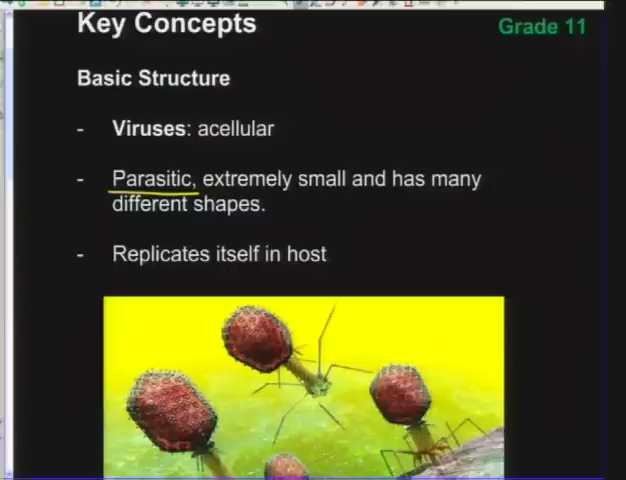 Key Concepts
Grade 11
Basic Structure
- Viruses: acellular
- Parasitic, extremely small and has many
different shapes.
- Replicates itself in host